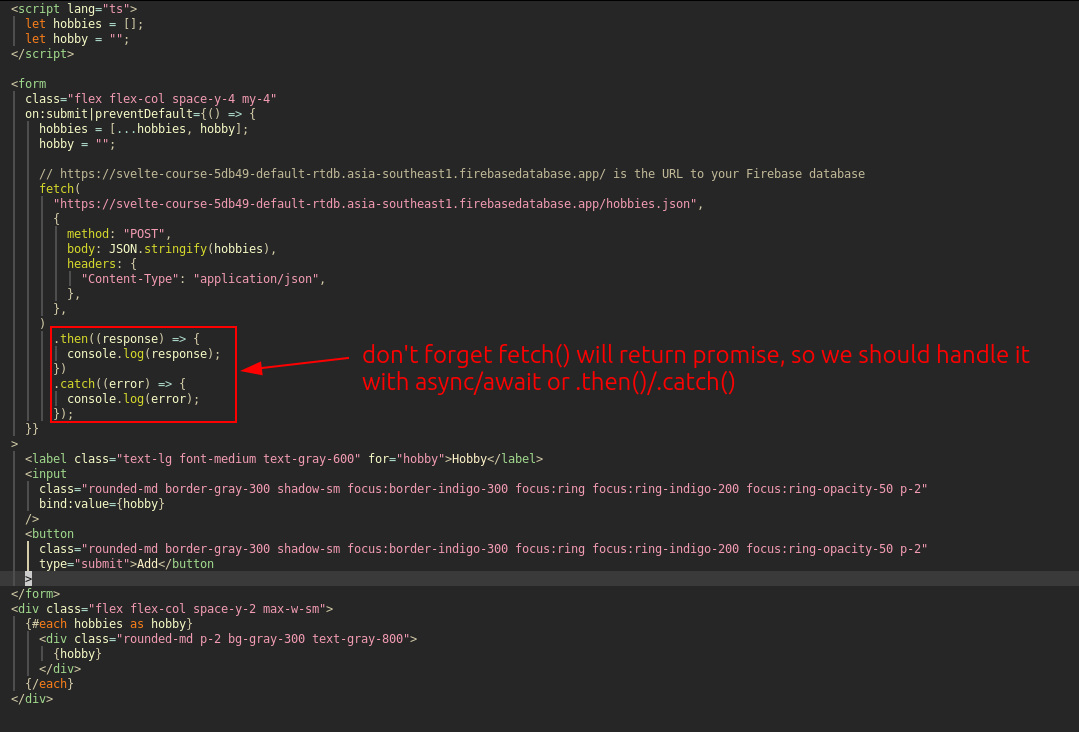 <script lang="ts">
let hobbies = [];
let hobby = "";
</script>
<form
class="flex flex-col space-y-4 my-4"
on:submit|preventDefault={() => {
hobbies = [...hobbies, hobby];
hobby = "";
// https://svelte-course-5db49-default-rtdb.asia-southeast1.firebasedatabase.app/ is the URL to your Firebase database
fetch(
"https://svelte-course-5db49-default-rtdb.asia-southeast1.firebasedatabase.app/hobbies.json",
{
method: "POST",
body: JSON.stringify(hobbies),
headers: {
"Content-Type": "application/json",
},
},
)
.then((response) => {
console.log(response);
})
.catch((error) => {
console.log(error);
});
don't forget fetch() will return promise, so we should handle it
with async/await or .then()/.catch()
}}
>
<label class="text-lg font-medium text-gray-600" for="hobby">Hobby</label>
<input
class="rounded-md border-gray-300 shadow-sm focus:border-indigo-300 focus:ring focus:ring-indigo-200 focus:ring-opacity-50 p-2"
bind:value={hobby}
/>
<button
class="rounded-md border-gray-300 shadow-sm focus:border-indigo-300 focus:ring focus:ring-indigo-200 focus:ring-opacity-50 p-2"
type="submit">Add</button
>
</form>
<div class="flex flex-col space-y-2 max-w-sm">
{#each hobbies as hobby}
<div class="rounded-md p-2 bg-gray-300 text-gray-800">
{hobby}
</div>
{/each}
</div>